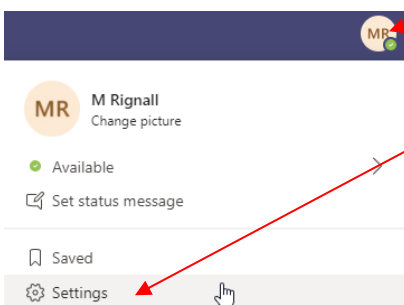 MR
MR
M Rignall
Change picture
Available
Set status message
Saved
Settings